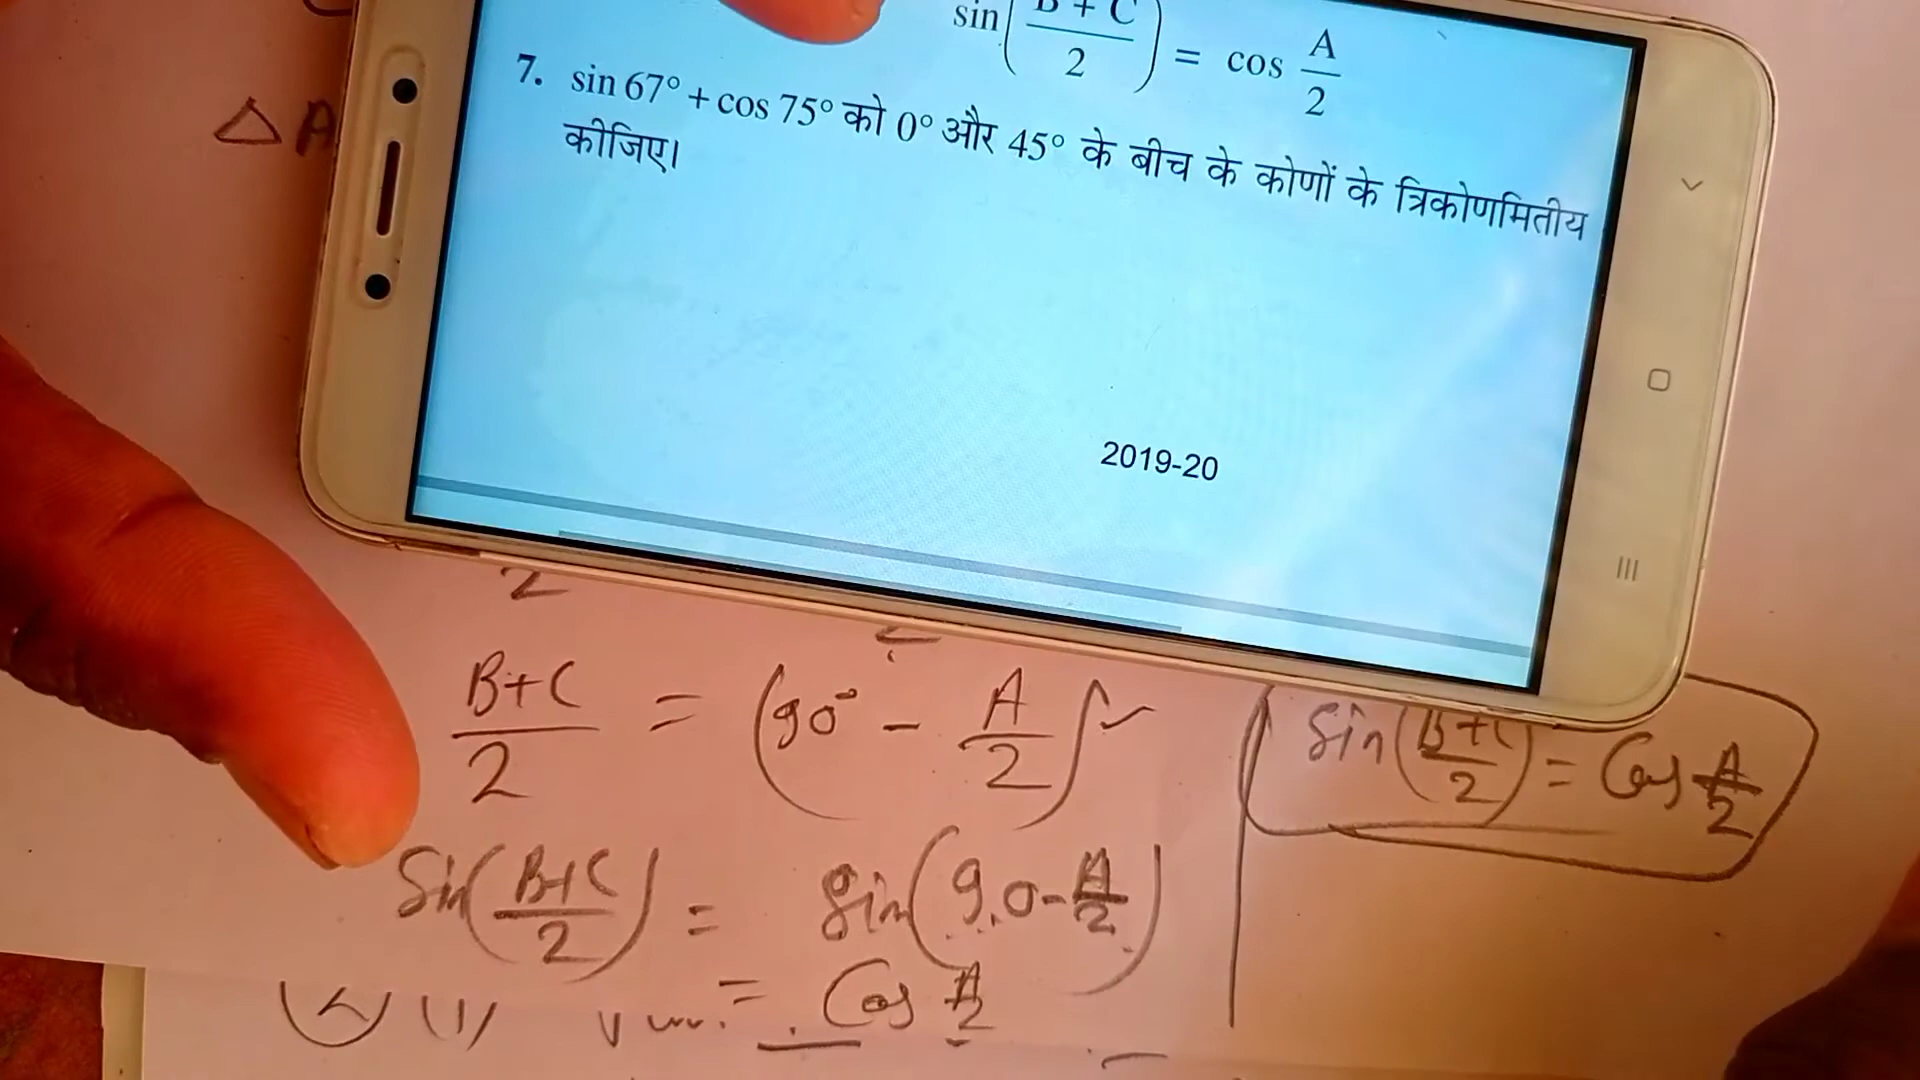 sin(B + C / 2) = cos A/2
7. sin 67° + cos 75° को 0° और 45° के बीच के कोणों के त्रिकोणमितीय
कीजिए।
2019-20
△ A
2
B+C/2 = (90° - A/2)
Sin(B+C/2) = Cos A/2
Sin(B+C/2) = Sin(90-A/2)
= Cos A/2